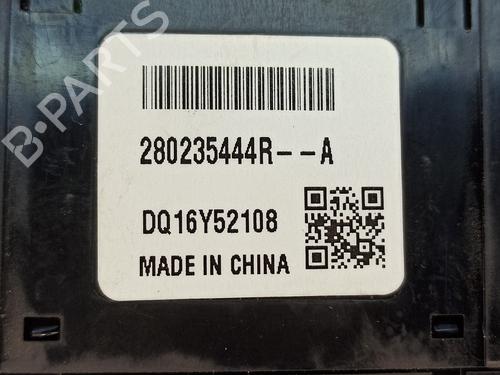 B-PARTS
280235444R--A
DQ16Y52108
MADE IN CHINA